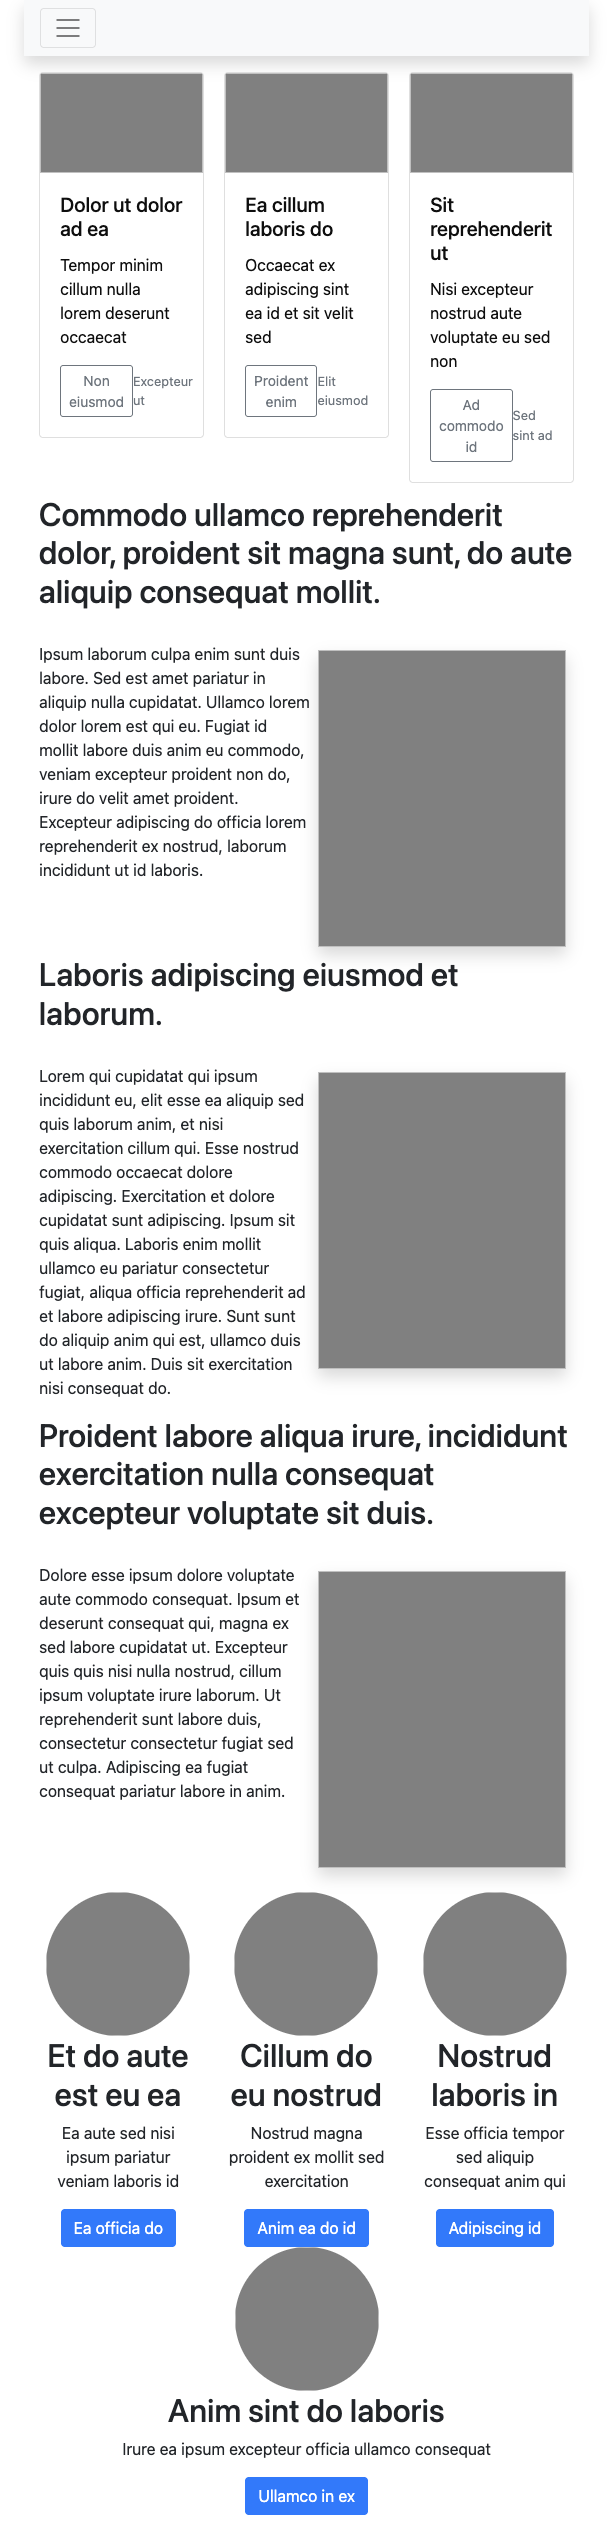 Dolor ut dolor
ad ea
Tempor minim
cillum nulla
lorem deserunt
occaecat
Non
eiusmod
Excepteur
ut
Ea cillum
laboris do
Occaecat ex
adipiscing sint
ea id et sit velit
sed
Proident
enim
Elit
eiusmod
Sit
reprehenderit
ut
Nisi excepteur
nostrud aute
voluptate eu sed
non
Ad
commodo
id
Sed
sint ad
Commodo ullamco reprehenderit
dolor, proident sit magna sunt, do aute
aliquip consequat mollit.
Ipsum laborum culpa enim sunt duis
labore. Sed est amet pariatur in
aliquip nulla cupidatat. Ullamco lorem
dolor lorem est qui eu. Fugiat id
mollit labore duis anim eu commodo,
veniam excepteur proident non do,
irure do velit amet proident.
Excepteur adipiscing do officia lorem
reprehenderit ex nostrud, laborum
incididunt ut id laboris.
Laboris adipiscing eiusmod et
laborum.
Lorem qui cupidatat qui ipsum
incididunt eu, elit esse ea aliquip sed
quis laborum anim, et nisi
exercitation cillum qui. Esse nostrud
commodo occaecat dolore
adipiscing. Exercitation et dolore
cupidatat sunt adipiscing. Ipsum sit
quis aliqua. Laboris enim mollit
ullamco eu pariatur consectetur
fugiat, aliqua officia reprehenderit ad
et labore adipiscing irure. Sunt sunt
do aliquip anim qui est, ullamco duis
ut labore anim. Duis sit exercitation
nisi consequat do.
Proident labore aliqua irure, incididunt
exercitation nulla consequat
excepteur voluptate sit duis.
Dolore esse ipsum dolore voluptate
aute commodo consequat. Ipsum et
deserunt consequat qui, magna ex
sed labore cupidatat ut. Excepteur
quis quis nisi nulla nostrud, cillum
ipsum voluptate irure laborum. Ut
reprehenderit sunt labore duis,
consectetur consectetur fugiat sed
ut culpa. Adipiscing ea fugiat
consequat pariatur labore in anim.
Et do aute
est eu ea
Ea aute sed nisi
ipsum pariatur
veniam laboris id
Ea officia do
Cillum do
eu nostrud
Nostrud magna
proident ex mollit sed
exercitation
Anim ea do id
Nostrud
laboris in
Esse officia tempor
sed aliquip
consequat anim qui
Adipiscing id
Anim sint do laboris
Irure ea ipsum excepteur officia ullamco consequat
Ullamco in ex